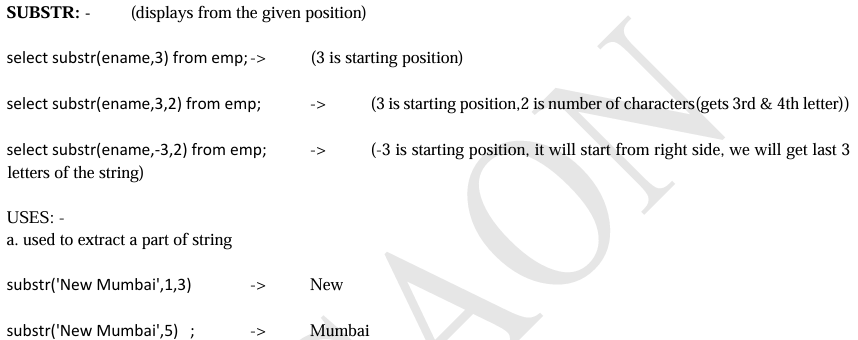 SUBSTR: - (displays from the given position)
select substr(ename,3) from emp; -> (3 is starting position)
select substr(ename,3,2) from emp; -> (3 is starting position,2 is number of characters(gets 3rd & 4th letter))
select substr(ename,-3,2) from emp; -> (-3 is starting position, it will start from right side, we will get last 3
letters of the string)
USES: -
a. used to extract a part of string
substr('New Mumbai',1,3) -> New
substr('New Mumbai',5) ; -> Mumbai
AON